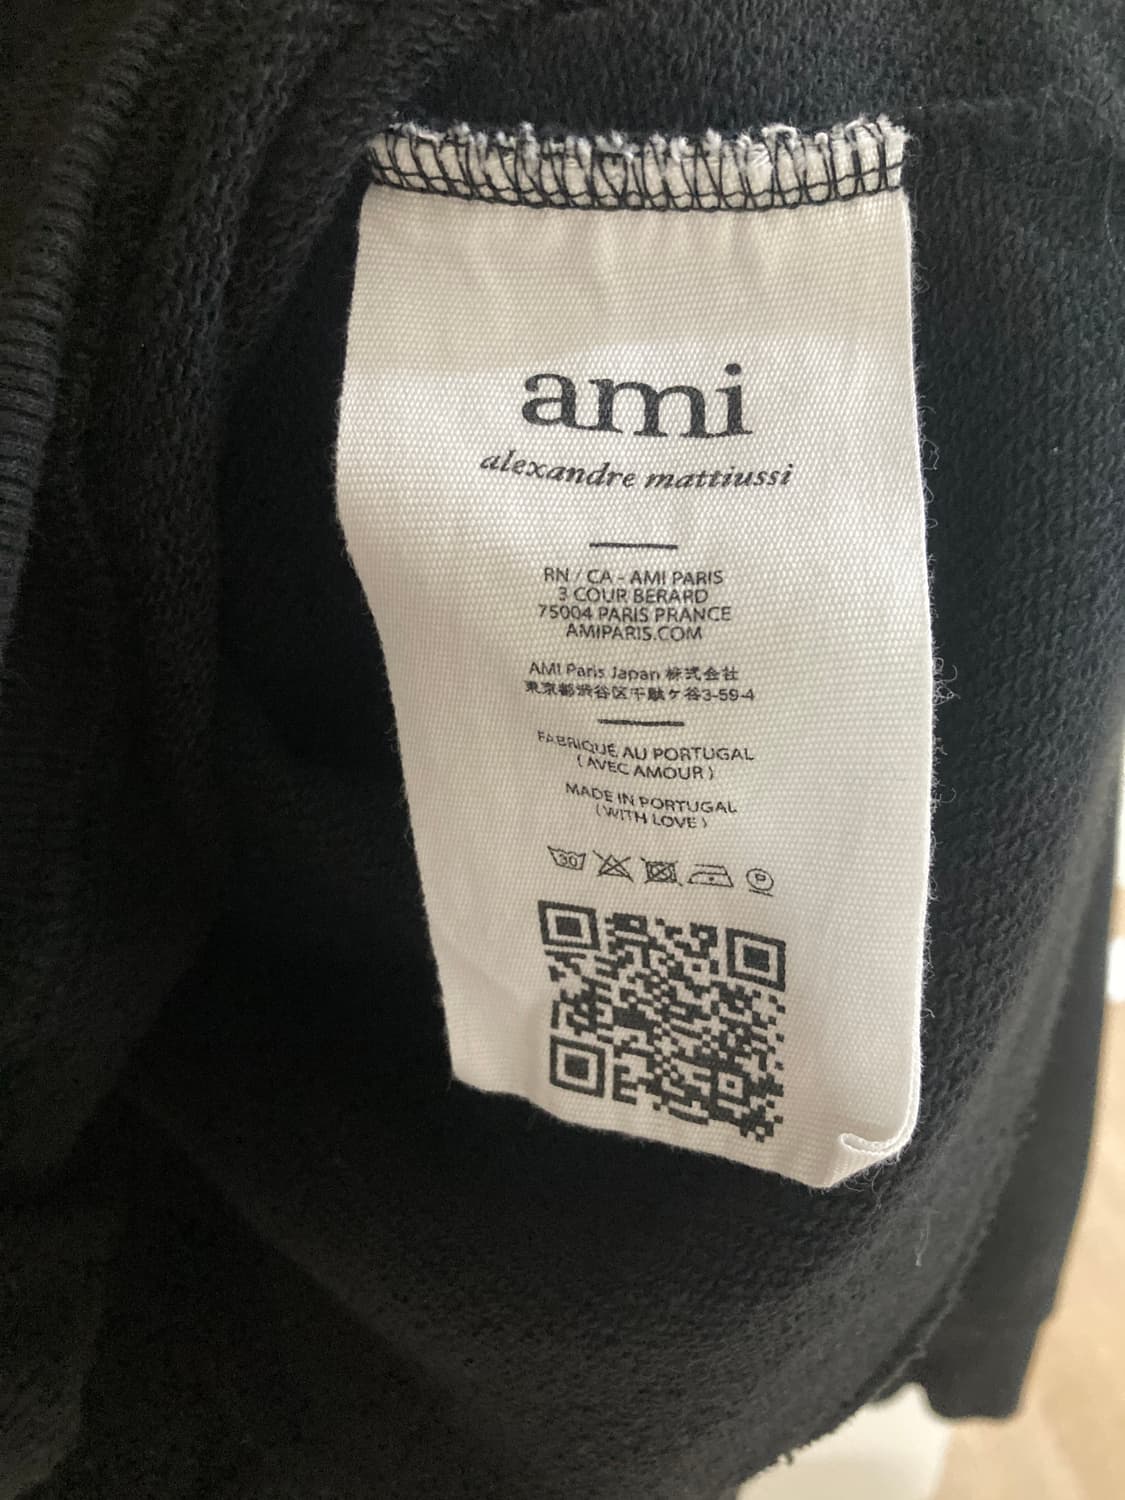 ami
alexandre mattiussi
RN / CA - AMI PARIS
3 COUR BERARD
75004 PARIS PRANCE
AMIPARIS.COM
AMI Paris Japan 株式会社
東京都渋谷区千駄ケ谷3-59-4
FABRIQUÉ AU PORTUGAL
(AVEC AMOUR)
MADE IN PORTUGAL
(WITH LOVE)
30
P